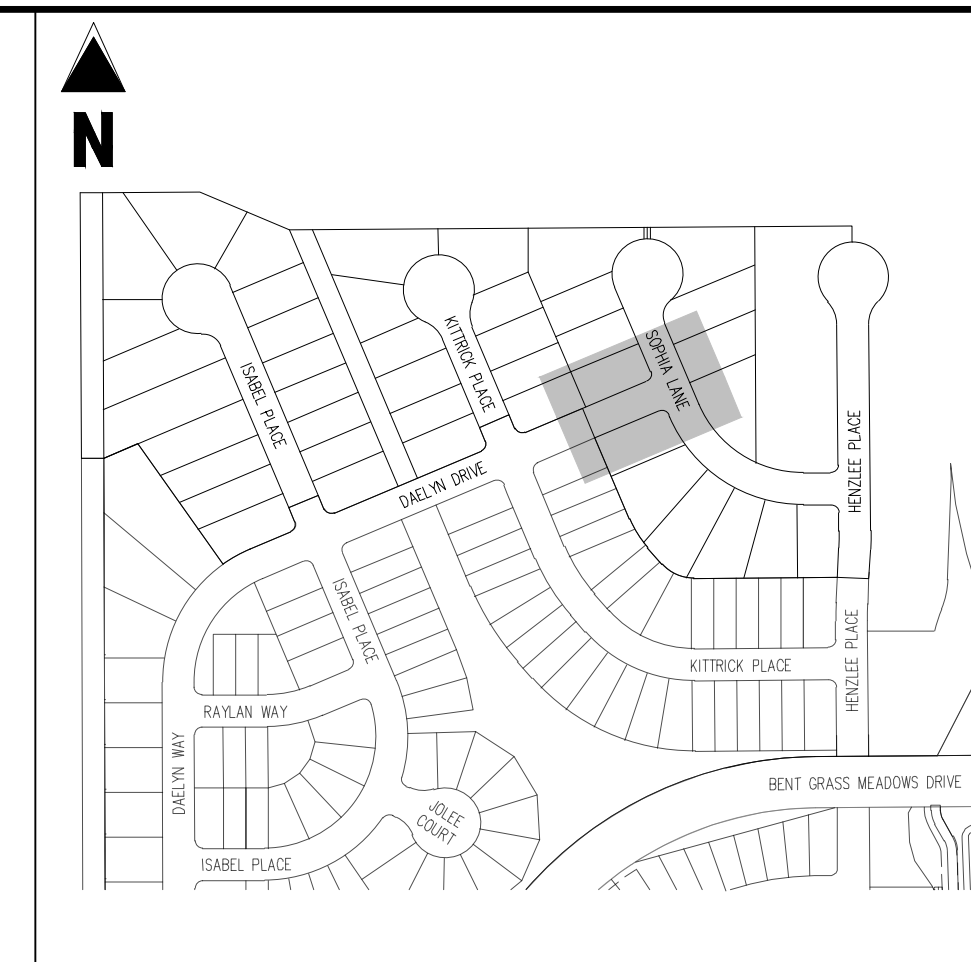 N
ISABEL PLACE
KITTRICK PLACE
SOPHIA LANE
HENZLEE PLACE
DAELYN DRIVE
ISABEL PLACE
HENZLEE PLACE
KITTRICK PLACE
RAYLAN WAY
DAELYN WAY
BENT GRASS MEADOWS DRIVE
JOLEE
COURT
ISABEL PLACE